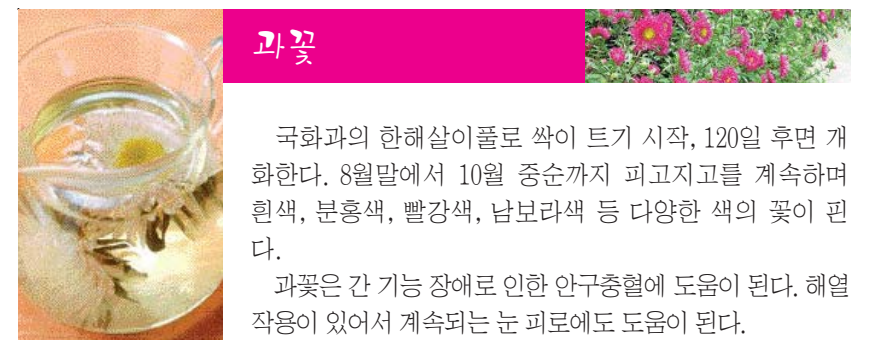 과꽃
국화과의 한해살이풀로 싹이 트기 시작, 120일 후면 개
화한다. 8월말에서 10월 중순까지 피고지고를 계속하며
흰색, 분홍색, 빨강색, 남보라색 등 다양한 색의 꽃이 핀
다.
과꽃은 간 기능 장애로 인한 안구충혈에 도움이 된다. 해열
작용이 있어서 계속되는 눈 피로에도 도움이 된다.